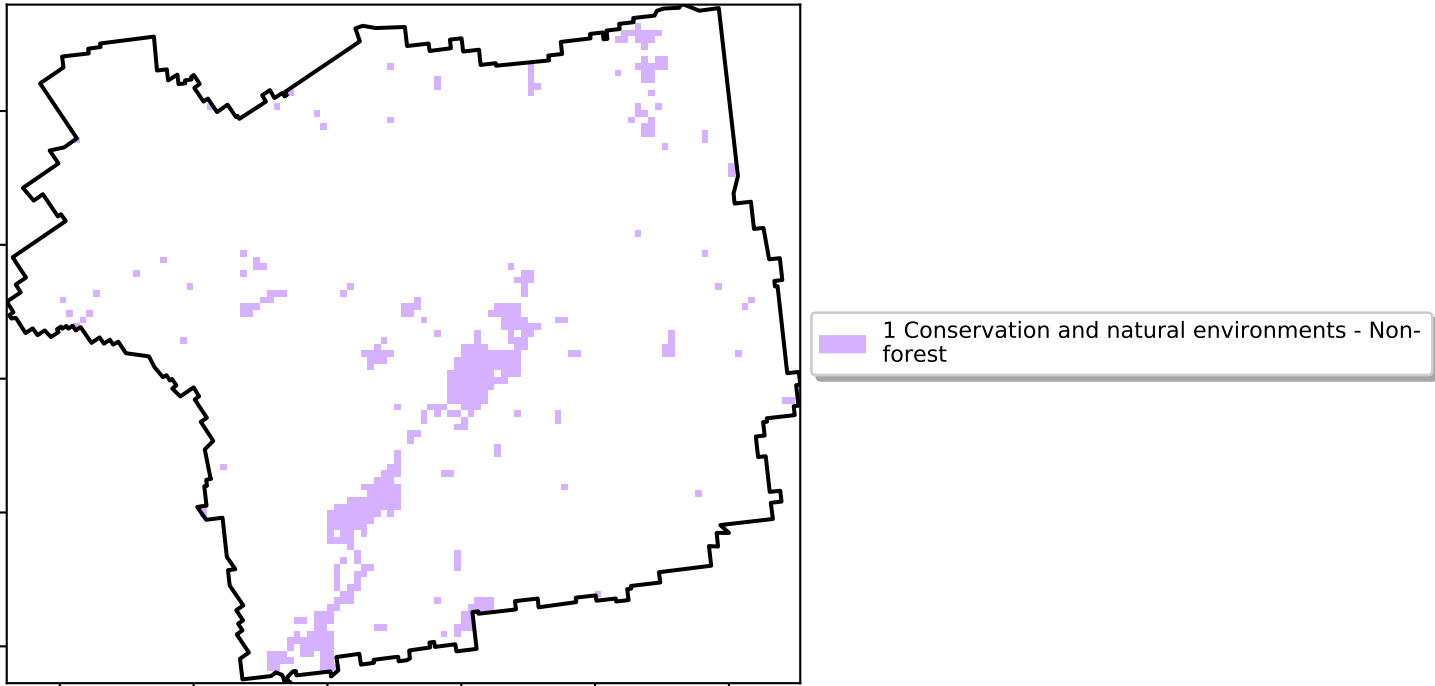 1 Conservation and natural environments - Non-
forest